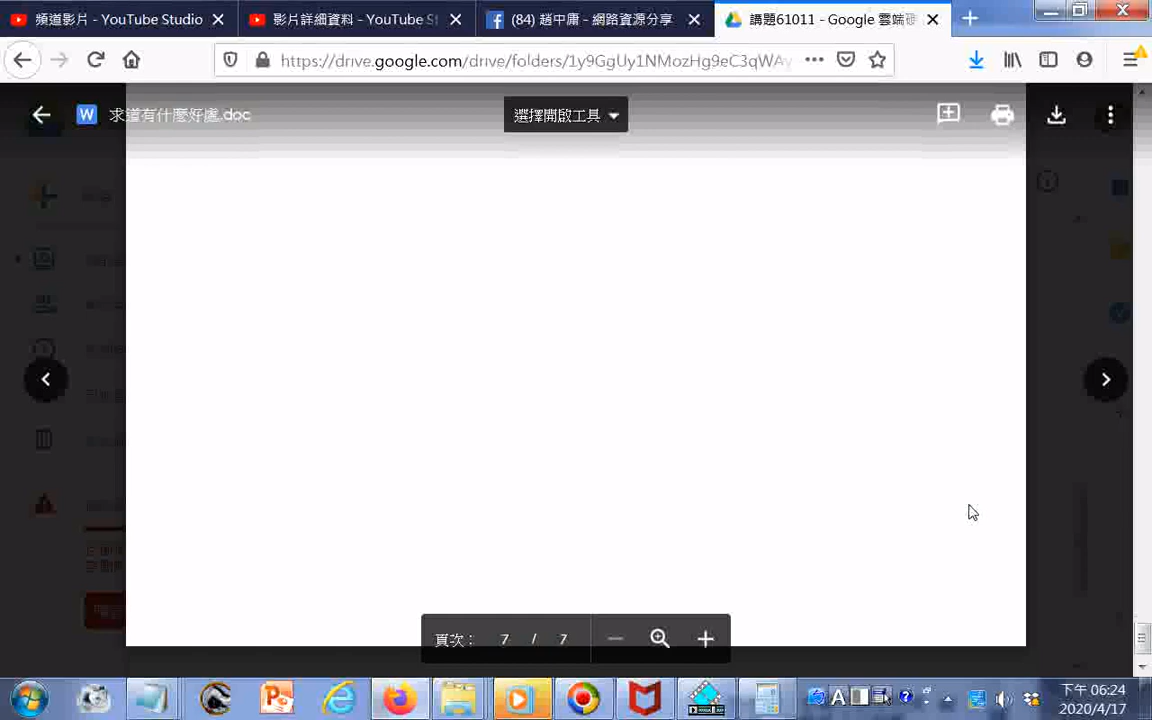 頻道影片 - YouTube Studio
影片詳細資料 - YouTube St
(84) 趙中庸 - 網路資源分享
講題61011 - Google 雲端硬
https://drive.google.com/drive/folders/1y9GgUy1NMozHg9eC3qWA
求道有什麼好處.doc
選擇開啟工具
頁次： 7 / 7
下午 06:24
2020/4/17